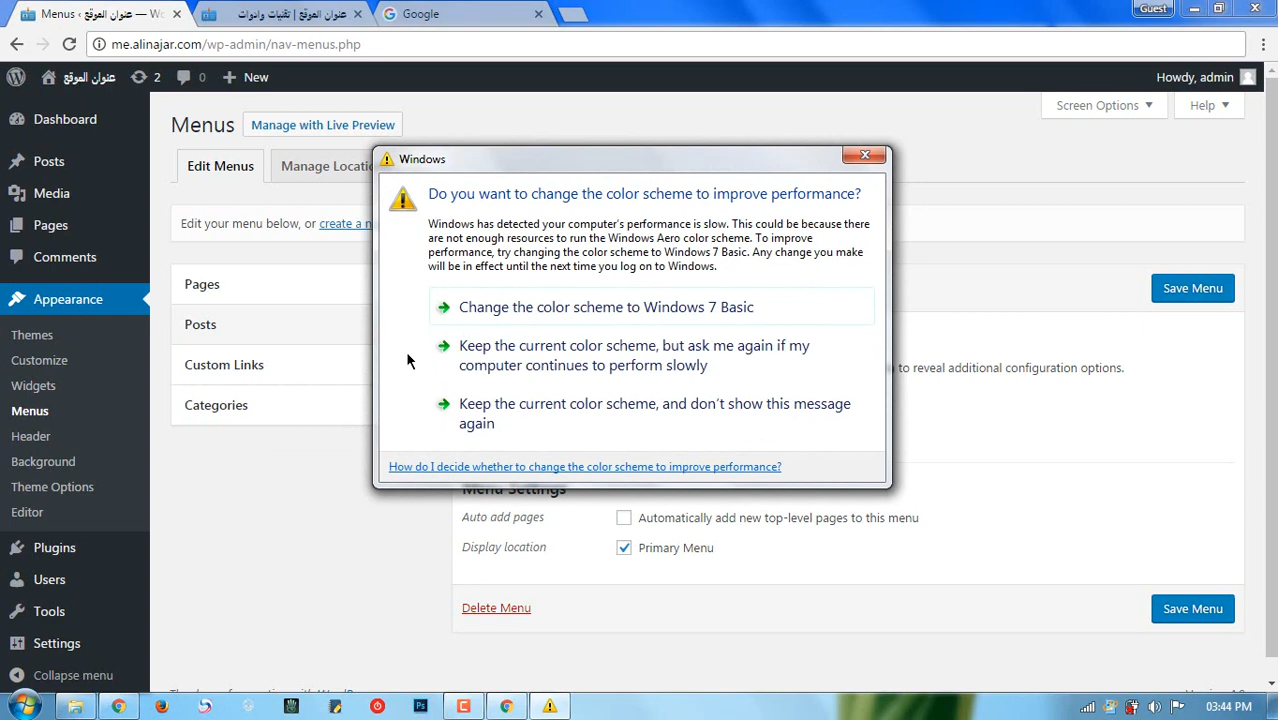 Menus ‹ عنوان الموقع — Wo
عنوان الموقع | تقنيات وادوات
Google
Guest
me.alinajar.com/wp-admin/nav-menus.php
عنوان الموقع
2
0
New
Howdy, admin
Dashboard
Posts
Media
Pages
Comments
Appearance
Themes
Customize
Widgets
Menus
Header
Background
Theme Options
Editor
Plugins
Users
Tools
Settings
Collapse menu
Screen Options
Help
Menus
Manage with Live Preview
Edit Menus
Manage Locatio
Edit your menu below, or create a n
Pages
Posts
Custom Links
Categories
Save Menu
to reveal additional configuration options.
Windows
Do you want to change the color scheme to improve performance?
Windows has detected your computer's performance is slow. This could be because there
are not enough resources to run the Windows Aero color scheme. To improve
performance, try changing the color scheme to Windows 7 Basic. Any change you make
will be in effect until the next time you log on to Windows.
Change the color scheme to Windows 7 Basic
Keep the current color scheme, but ask me again if my
computer continues to perform slowly
Keep the current color scheme, and don't show this message
again
How do I decide whether to change the color scheme to improve performance?
Menu Settings
Auto add pages
Automatically add new top-level pages to this menu
Display location
Primary Menu
Delete Menu
Save Menu
Ps
03:44 PM